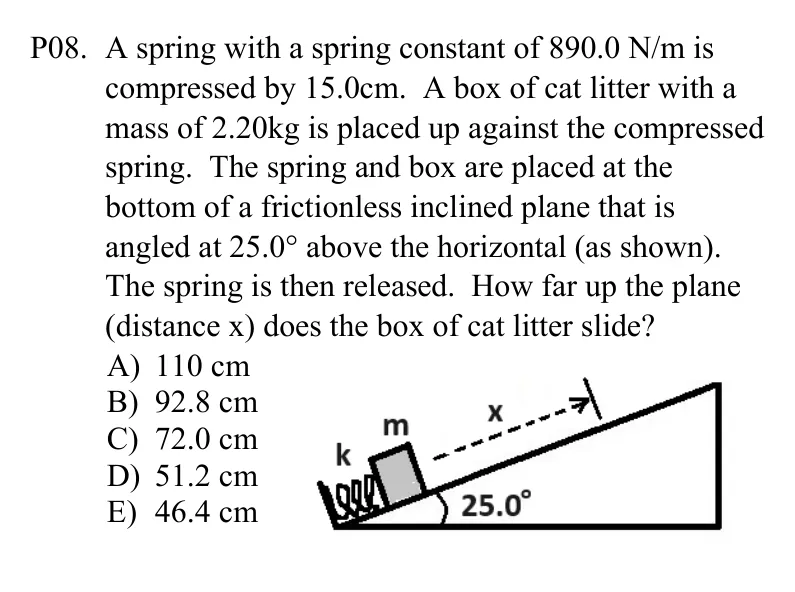 P08. A spring with a spring constant of 890.0 N/m is
compressed by 15.0cm. A box of cat litter with a
mass of 2.20kg is placed up against the compressed
spring. The spring and box are placed at the
bottom of a frictionless inclined plane that is
angled at 25.0° above the horizontal (as shown).
The spring is then released. How far up the plane
(distance x) does the box of cat litter slide?
A) 110 cm
B) 92.8 cm
C) 72.0 cm
D) 51.2 cm
E) 46.4 cm
x
m
k
25.0°